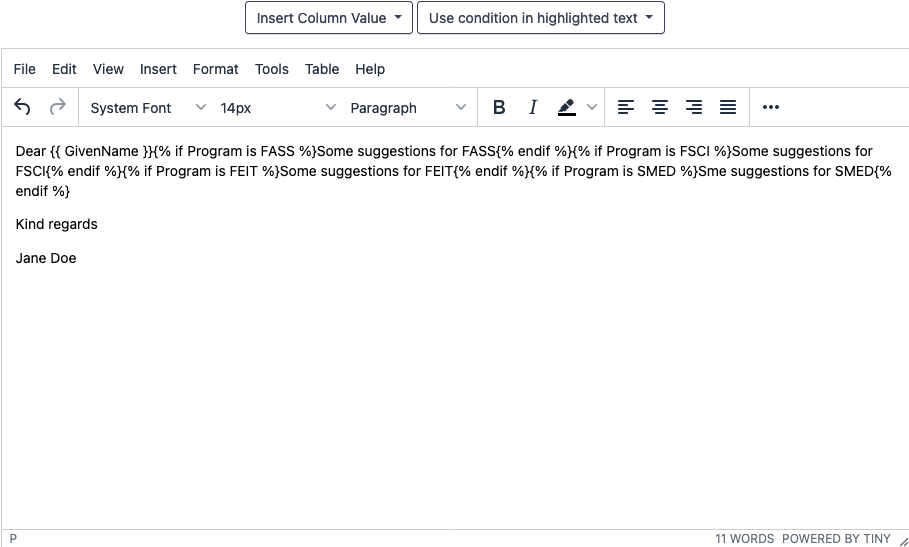 Insert Column Value Use condition in highlighted text
File Edit View Insert Format Tools Table Help
System Font 14px Paragraph B I
Dear {{ GivenName }}{% if Program is FASS %}Some suggestions for FASS{% endif %}{% if Program is FSCI %}Some suggestions for
FSCI{% endif %}{% if Program is FEIT %}Some suggestions for FEIT{% endif %}{% if Program is SMED %}Sme suggestions for SMED{%
endif %}
Kind regards
Jane Doe
P 11 WORDS POWERED BY TINY